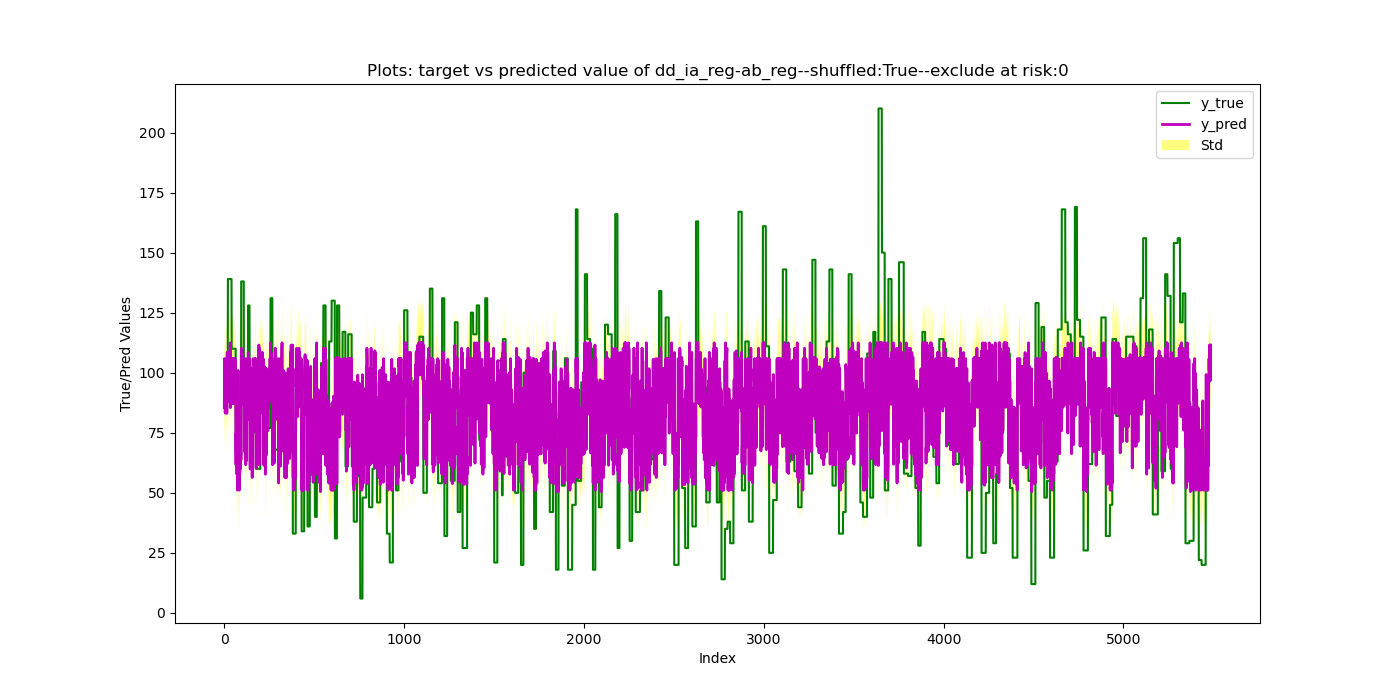 Plots: target vs predicted value of dd_ia_reg-ab_reg--shuffled:True--exclude at risk:0
y_true
y_pred
Std
200
175
150
125
100
75
50
25
0
True/Pred Values
0 1000 2000 3000 4000 5000
Index